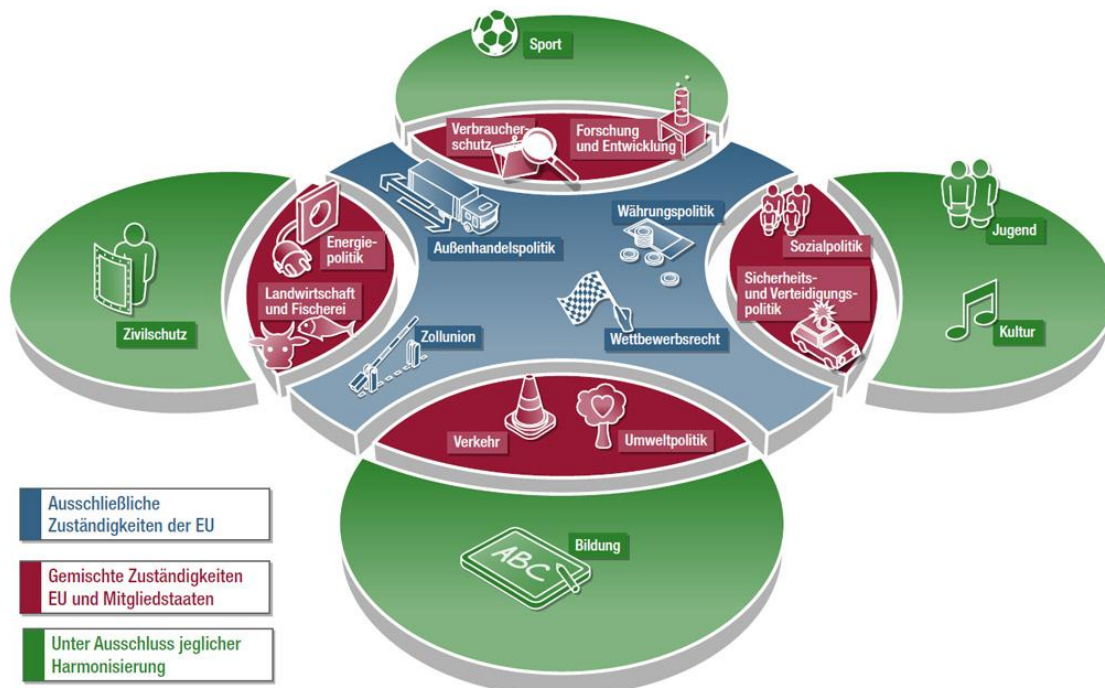 Sport
Verbraucher-
schutz
Forschung
und Entwicklung
Währungspolitik
Außenhandelspolitik
Energie-
politik
Landwirtschaft
und Fischerei
Zivilschutz
Zollunion
Wettbewerbsrecht
Sozialpolitik
Sicherheits-
und Verteidigungs-
politik
Jugend
Kultur
Verkehr
Umweltpolitik
Bildung
ABC
Ausschließliche
Zuständigkeiten der EU
Gemischte Zuständigkeiten
EU und Mitgliedstaaten
Unter Ausschluss jeglicher
Harmonisierung